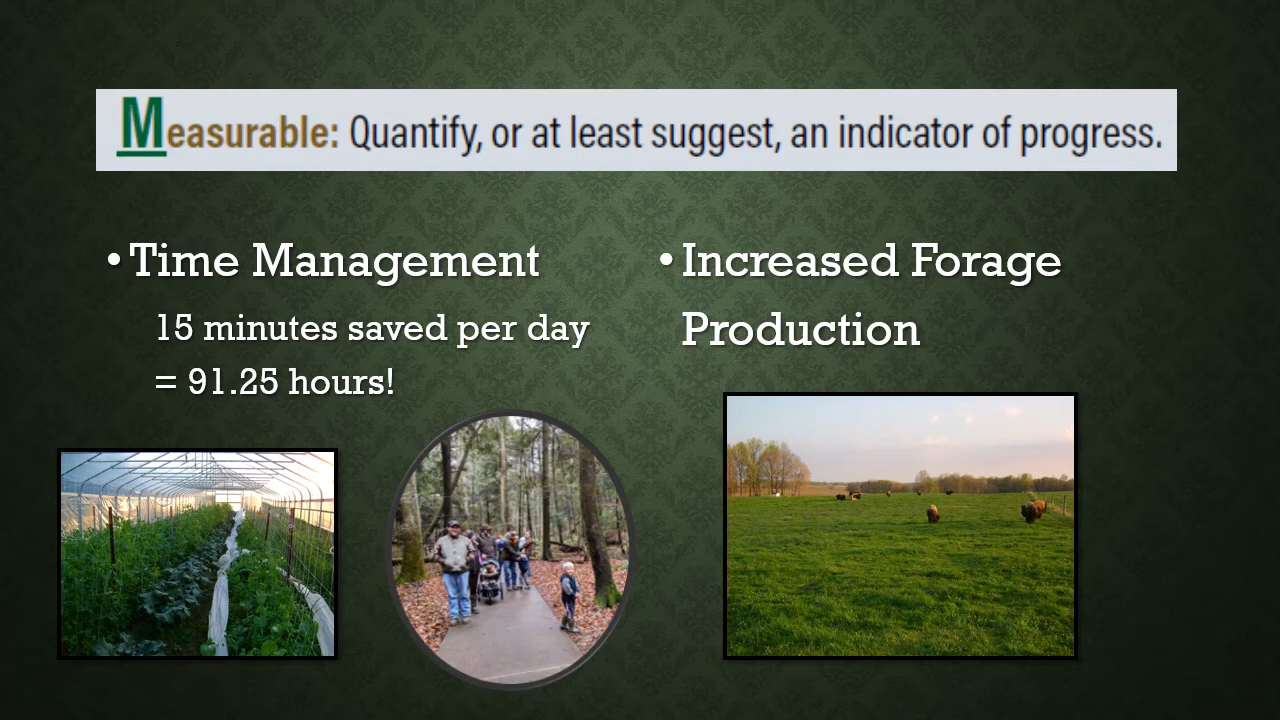 Measurable: Quantify, or at least suggest, an indicator of progress.
• Time Management
15 minutes saved per day
= 91.25 hours!
• Increased Forage
Production